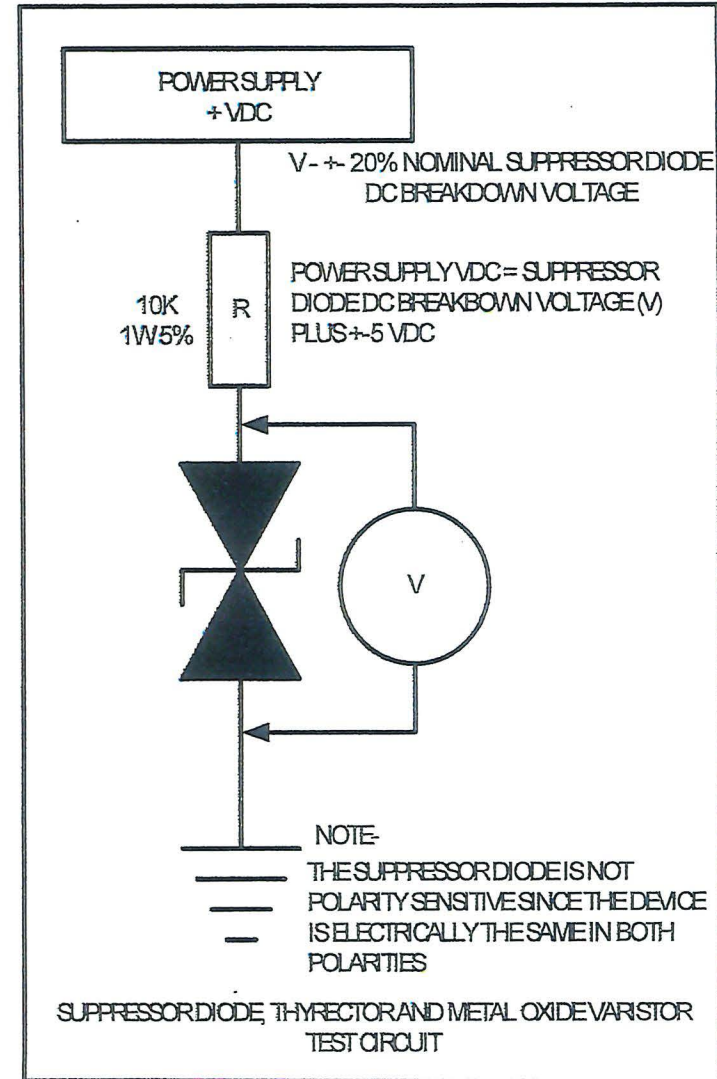 POWER SUPPLY
+ VDC
V - +- 20% NOMINAL SUPPRESSOR DIODE
DC BREAKDOWN VOLTAGE
POWER SUPPLY VDC = SUPPRESSOR
DIODE DC BREAKBOWN VOLTAGE (V)
PLUS +-5 VDC
10K
1W 5%
R
V
NOTE-
THE SUPPRESSOR DIODE IS NOT
POLARITY SENSITIVE SINCE THE DEVICE
IS ELECTRICALLY THE SAME IN BOTH
POLARITIES
SUPPRESSOR DIODE, THYRECTOR AND METAL OXIDE VARISTOR
TEST CIRCUIT